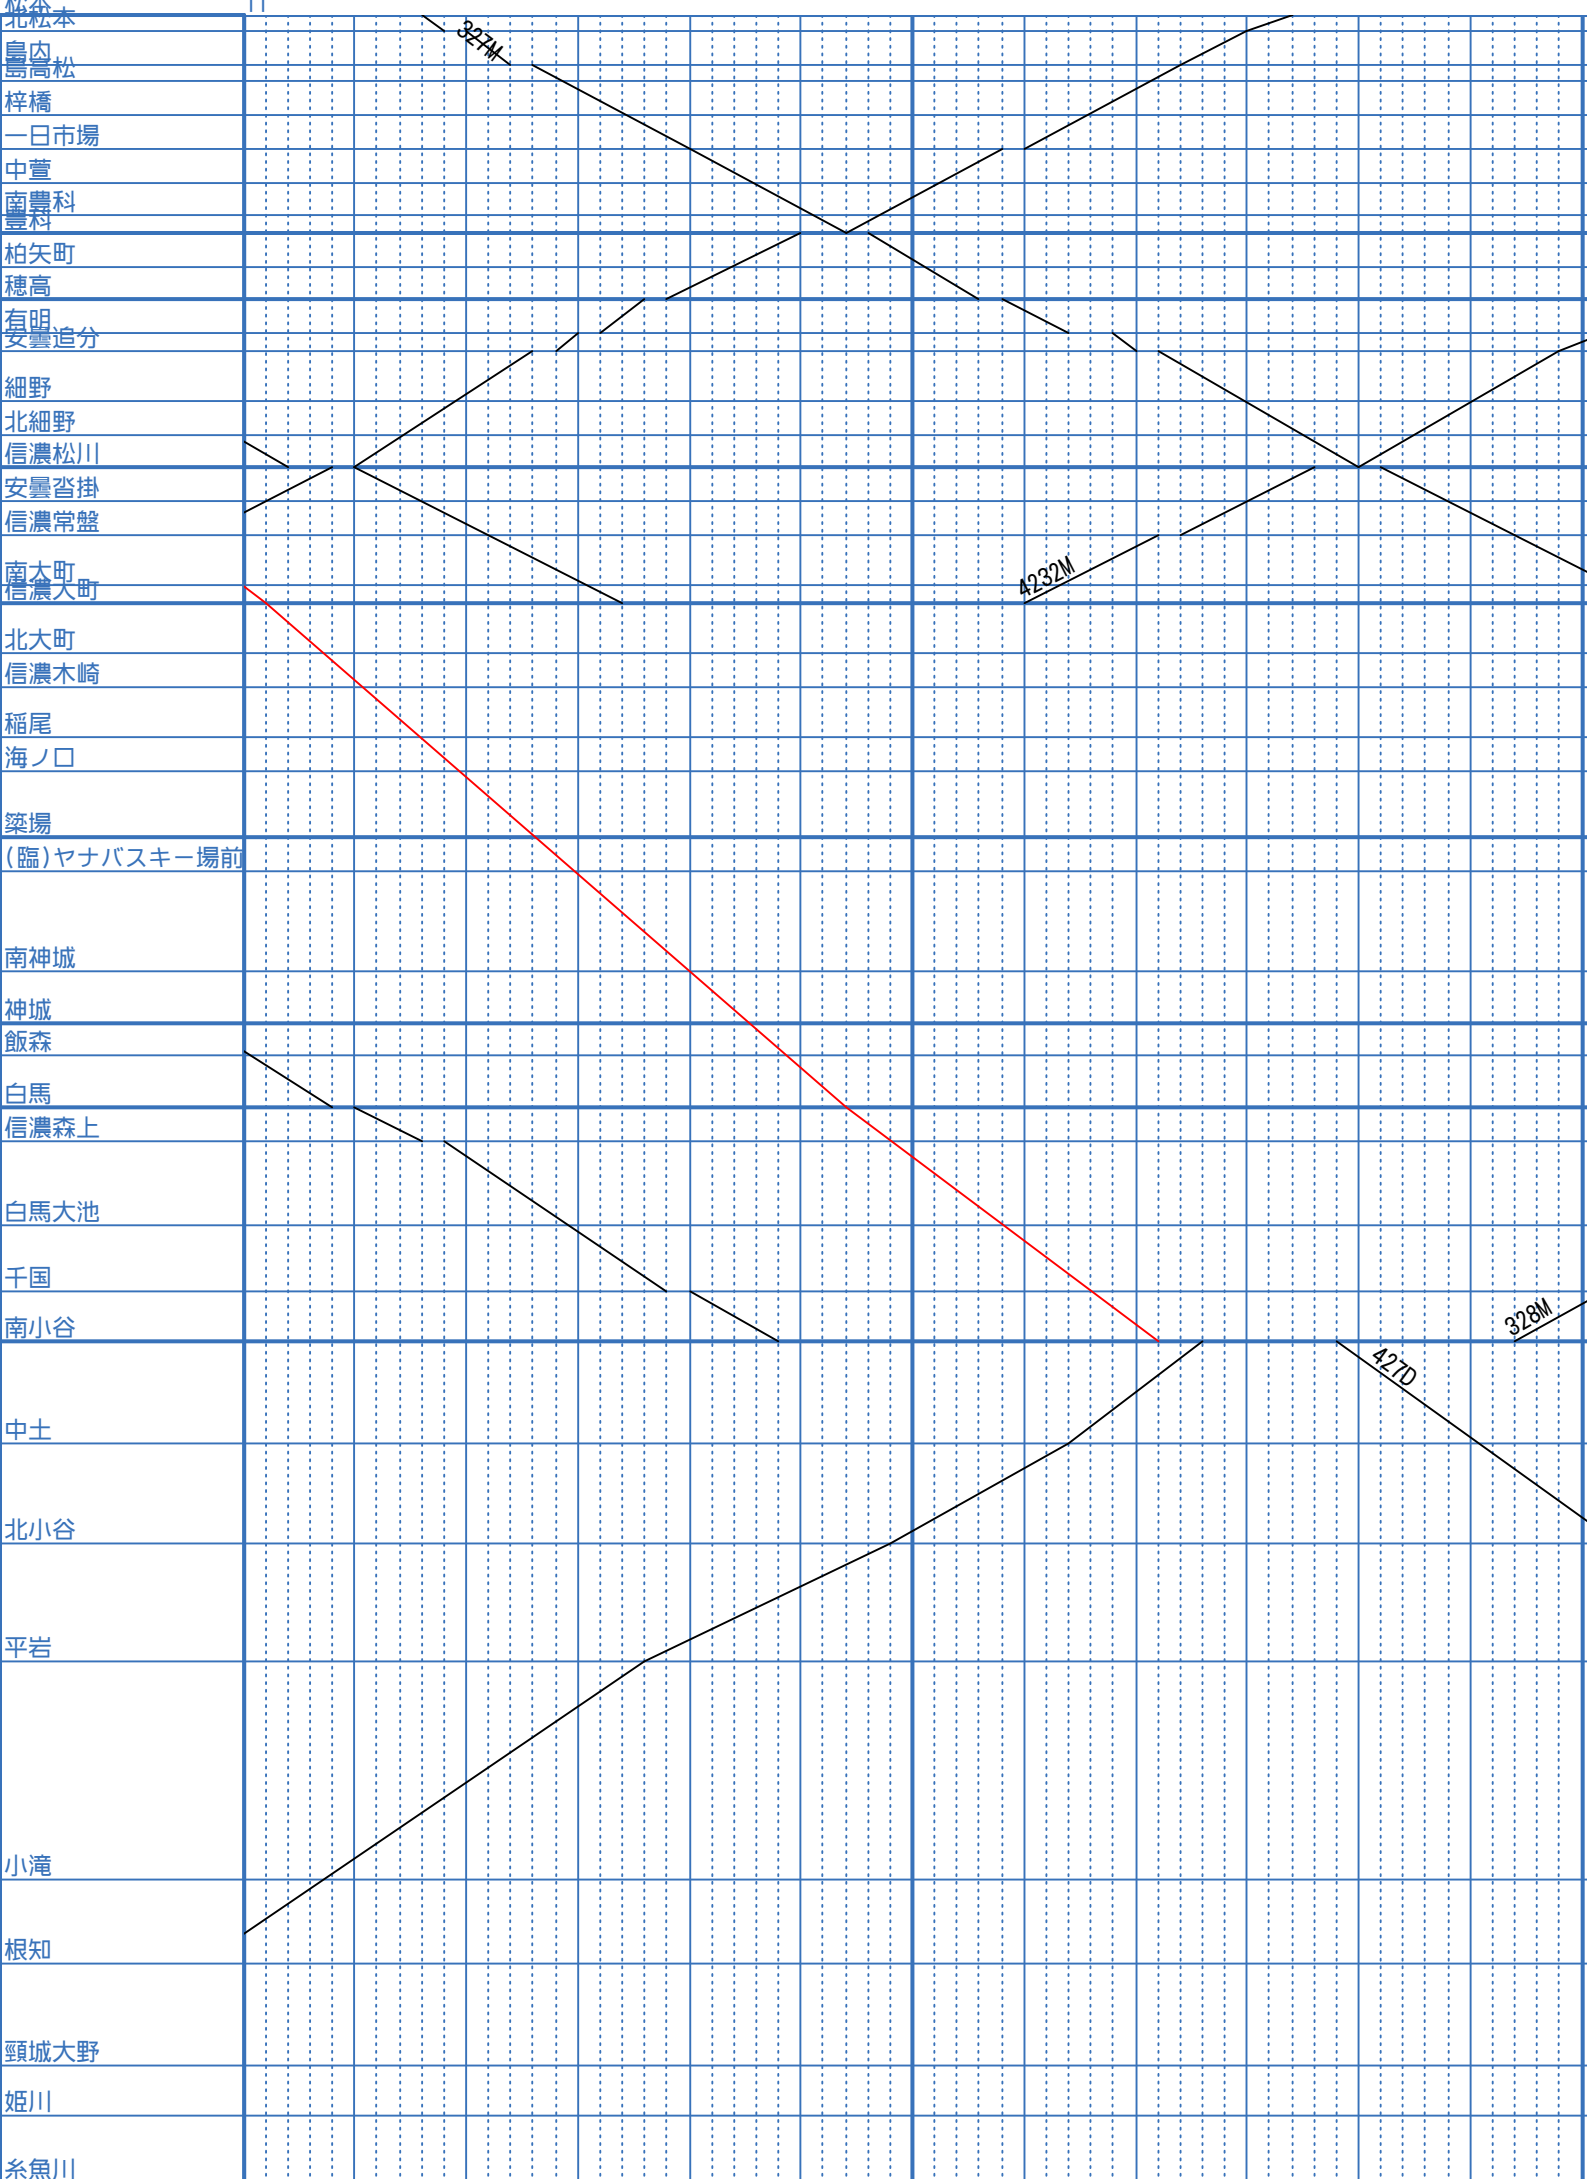 松本
11
北松本
島内
島高松
梓橋
一日市場
中萱
南豊科
豊科
柏矢町
穂高
有明
安曇追分
細野
北細野
信濃松川
安曇沓掛
信濃常盤
南大町
信濃大町
北大町
信濃木崎
稲尾
海ノ口
簗場
(臨)ヤナバスキー場前
南神城
神城
飯森
白馬
信濃森上
白馬大池
千国
南小谷
中土
北小谷
平岩
小滝
根知
頸城大野
姫川
糸魚川
327M
4232M
328M
427D